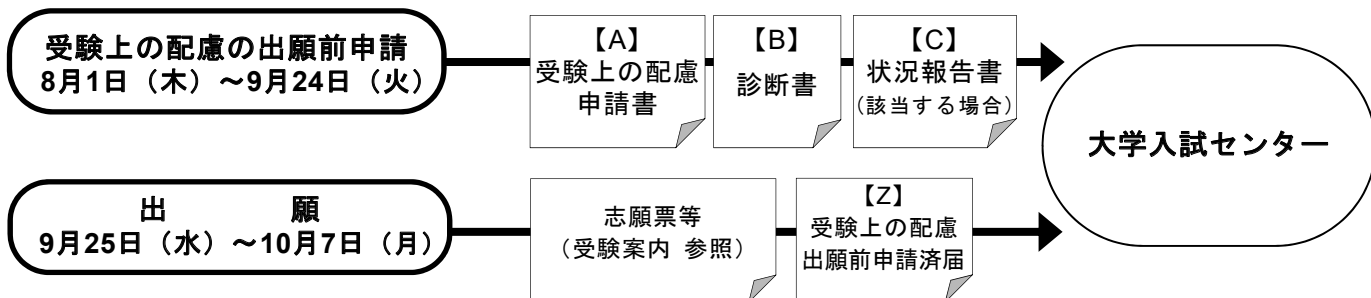 受験上の配慮の出願前申請
8月1日（木）～9月24日（火）
【A】
受験上の配慮
申請書
【B】
診断書
【C】
状況報告書
（該当する場合）
大学入試センター
出　　　願
9月25日（水）～10月7日（月）
志願票等
（受験案内 参照）
【Z】
受験上の配慮
出願前申請済届